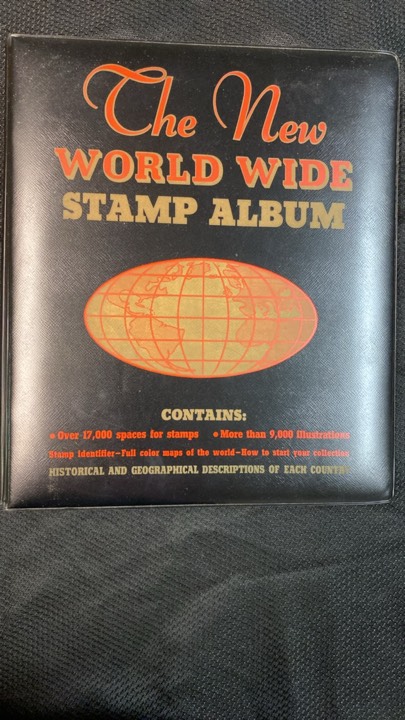 The New
WORLD WIDE
STAMP ALBUM
CONTAINS:
• Over 17,000 spaces for stamps • More than 9,000 illustrations
Stamp Identifier—Full color maps of the world—How to start your collection
HISTORICAL AND GEOGRAPHICAL DESCRIPTIONS OF EACH COUNTRY